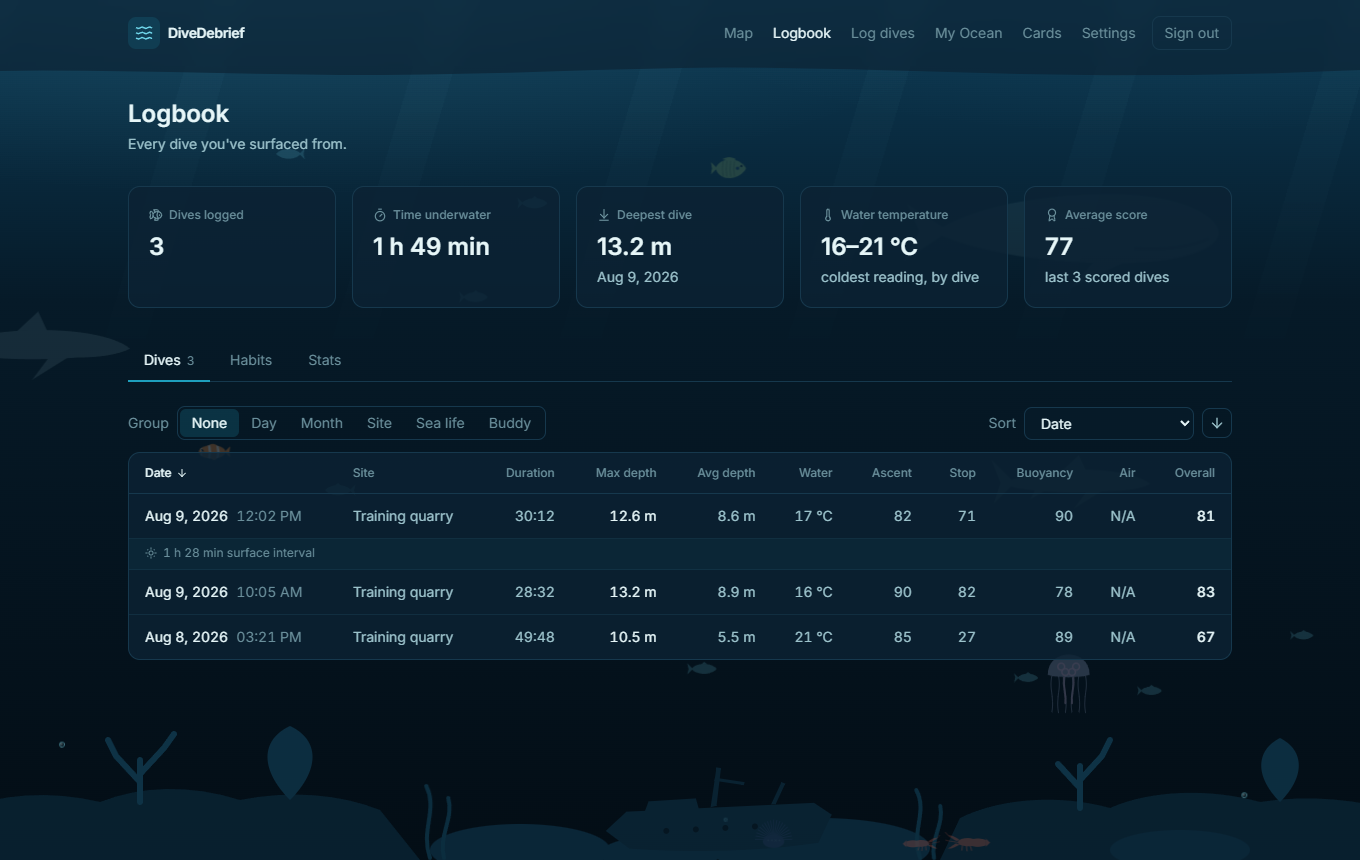 DiveDebrief Map Logbook Log dives My Ocean Cards Settings Sign out
Logbook
Every dive you've surfaced from.
Dives logged Time underwater Deepest dive Water temperature Average score
3 1 h 49 min 13.2 m 16–21 °C 77
Aug 9, 2026 coldest reading, by dive last 3 scored dives
Dives 3 Habits Stats
Group None Day Month Site Sea life Buddy Sort Date ↓
Date ↓ Site Duration Max depth Avg depth Water Ascent Stop Buoyancy Air Overall
Aug 9, 2026 12:02 PM Training quarry 30:12 12.6 m 8.6 m 17 °C 82 71 90 N/A 81
1 h 28 min surface interval
Aug 9, 2026 10:05 AM Training quarry 28:32 13.2 m 8.9 m 16 °C 90 82 78 N/A 83
Aug 8, 2026 03:21 PM Training quarry 49:48 10.5 m 5.5 m 21 °C 85 27 89 N/A 67